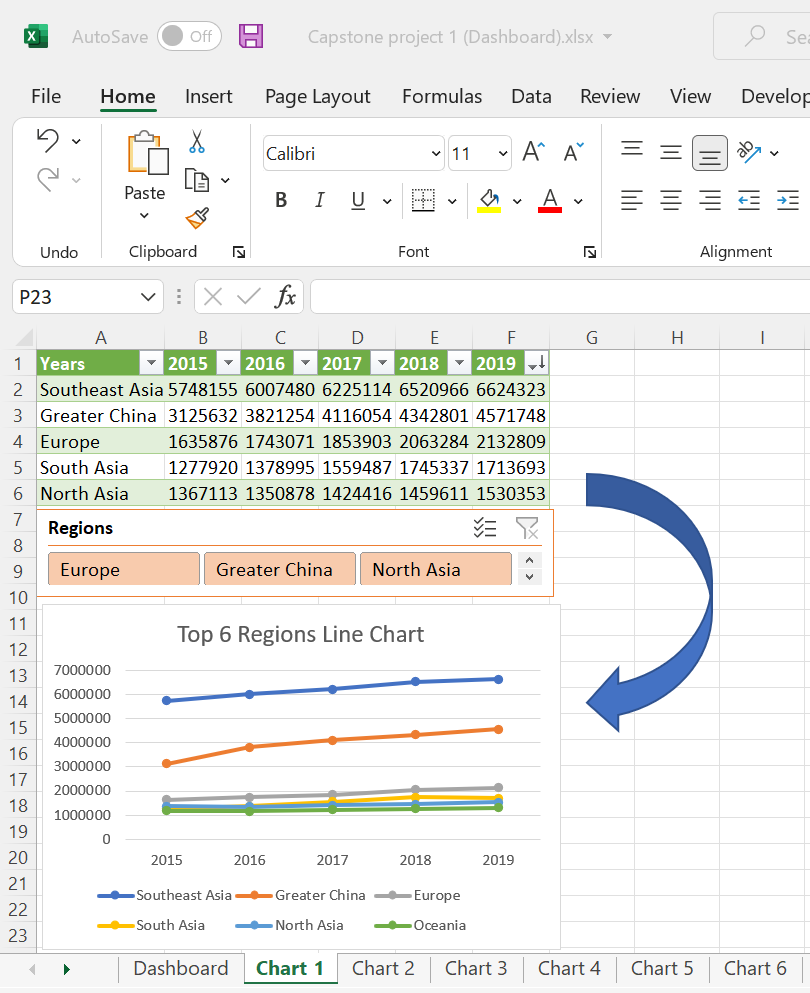 AutoSave Off Capstone project 1 (Dashboard).xlsx
File Home Insert Page Layout Formulas Data Review View
Calibri 11
Paste
B I U A
Undo Clipboard Font Alignment
P23 fx
A B C D E F G H I
1 Years 2015 2016 2017 2018 2019
2 Southeast Asia 5748155 6007480 6225114 6520966 6624323
3 Greater China 3125632 3821254 4116054 4342801 4571748
4 Europe 1635876 1743071 1853903 2063284 2132809
5 South Asia 1277920 1378995 1559487 1745337 1713693
6 North Asia 1367113 1350878 1424416 1459611 1530353
7
Regions
8
9
Europe Greater China North Asia
10
11
Top 6 Regions Line Chart
12
13
7000000
14
6000000
15
5000000
16
4000000
17
3000000
18
2000000
1000000
19
0
20
2015 2016 2017 2018 2019
21
Southeast Asia Greater China Europe
22
South Asia North Asia Oceania
23
Dashboard Chart 1 Chart 2 Chart 3 Chart 4 Chart 5 Chart 6